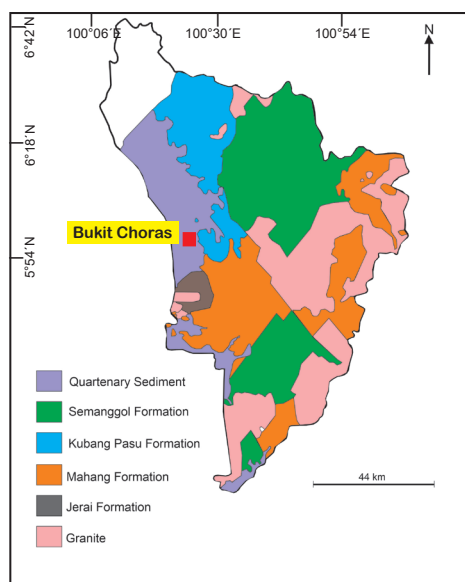 100°06′E 100°30′E 100°54′E
N
6°42′N
6°18′N
5°54′N
Bukit Choras
Quartenary Sediment
Semanggol Formation
Kubang Pasu Formation
Mahang Formation
Jerai Formation
Granite
44 km